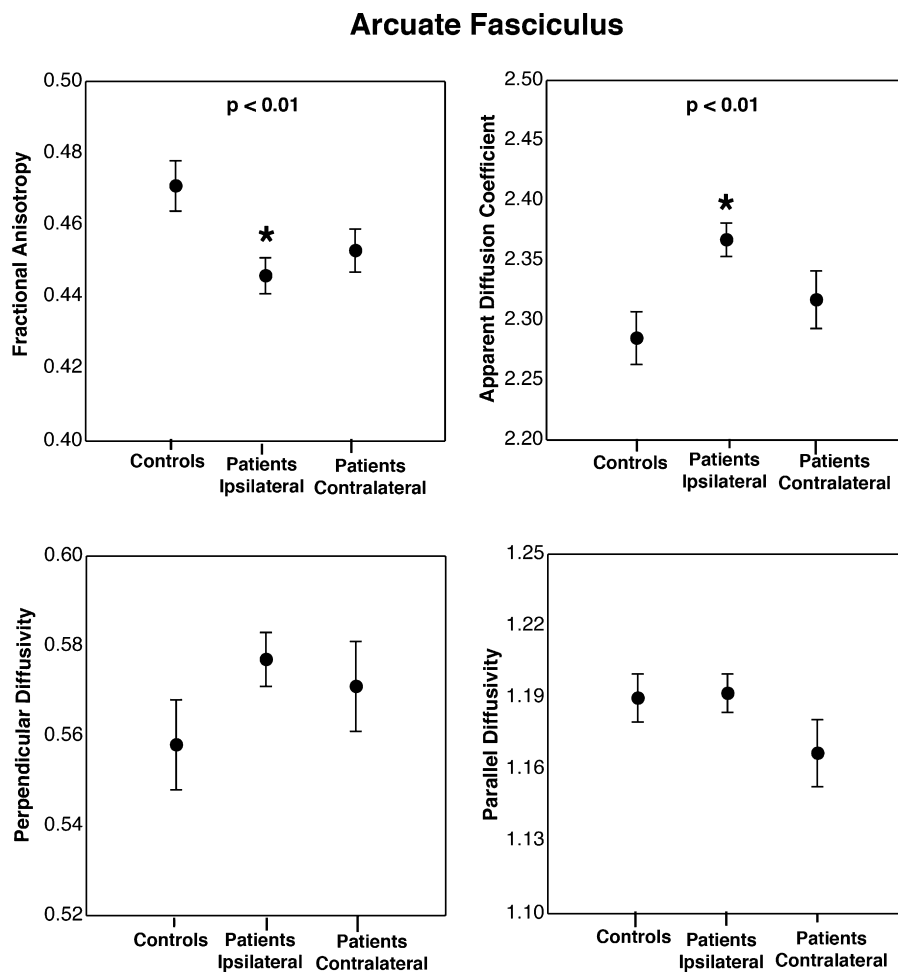 Arcuate Fasciculus
Fractional Anisotropy
0.50
0.48
0.46
0.44
0.42
0.40
p < 0.01
*
Controls
Patients
Ipsilateral
Patients
Contralateral
Apparent Diffusion Coefficient
2.50
2.45
2.40
2.35
2.30
2.25
2.20
p < 0.01
*
Controls
Patients
Ipsilateral
Patients
Contralateral
Perpendicular Diffusivity
0.60
0.58
0.56
0.54
0.52
Controls
Patients
Ipsilateral
Patients
Contralateral
Parallel Diffusivity
1.25
1.22
1.19
1.16
1.13
1.10
Controls
Patients
Ipsilateral
Patients
Contralateral